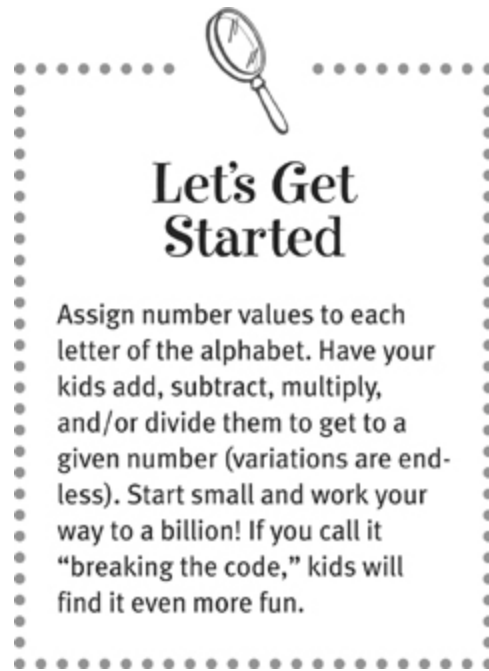 Let's Get
Started
Assign number values to each
letter of the alphabet. Have your
kids add, subtract, multiply,
and/or divide them to get to a
given number (variations are end-
less). Start small and work your
way to a billion! If you call it
“breaking the code,” kids will
find it even more fun.